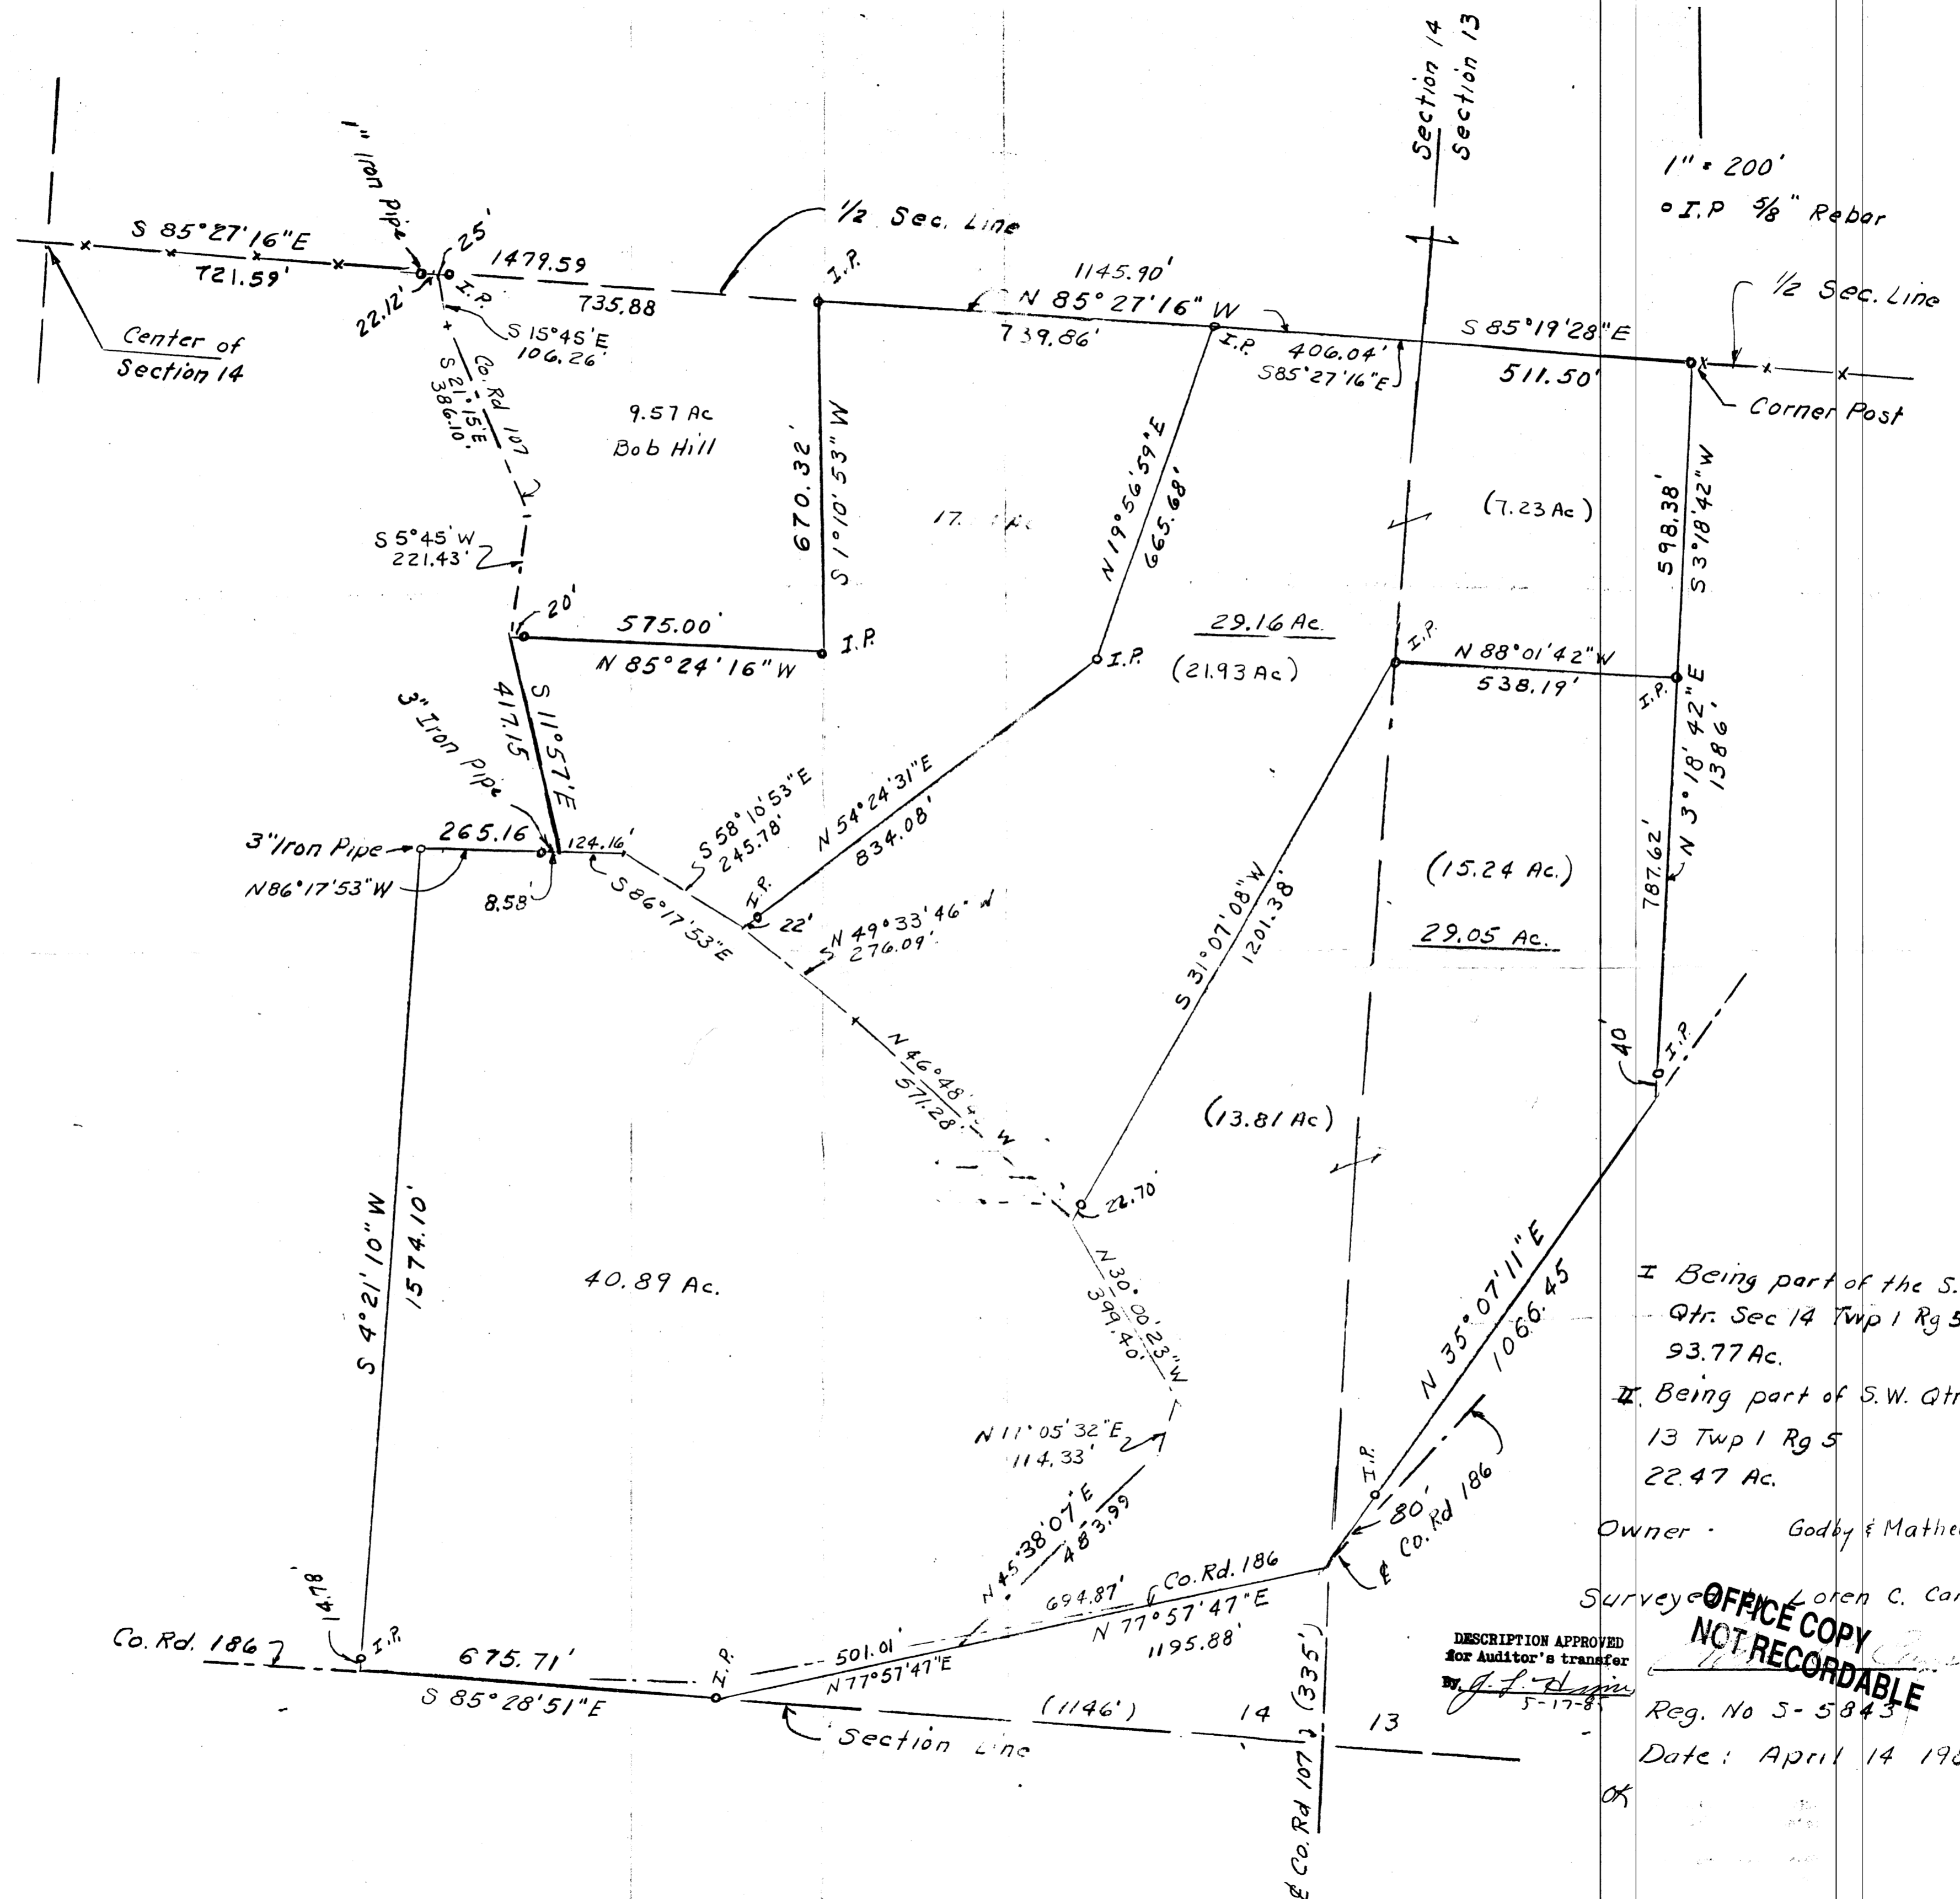 Section 14
Section 13
1" = 200'
o I.P 5/8" Rebar
1/2 Sec. Line
Corner Post
1" Iron Pipe
25'
S 85°27'16"E
721.59'
22.12'
I.P.
1479.59
735.88
1/2 Sec. Line
I.P.
1145.90'
N 85°27'16" W
739.86'
I.P.
406.04'
S85°27'16"E
S 85°19'28"E
511.50'
Center of
Section 14
S 15°45'E
106.26'
Co. Rd 107
S 21°15'E
386.10'
9.57 Ac
Bob Hill
670.32'
S 1°10'53" W
17.
N 19°56'59"E
665.68'
(7.23 Ac)
598.38'
S 3°18'42"W
S 5°45' W
221.43'
20'
575.00'
N 85°24'16" W
I.P.
I.P.
29.16 Ac.
(21.93 Ac)
I.P.
N 88°01'42"W
538.19'
I.P.
N 3°18'42"E
1386'
787.62'
S 11°57'E
417.15
3" Iron Pipe
3" Iron Pipe
265.16
124.16'
N86°17'53"W
8.58'
S 86°17'53"E
S 58°10'53"E
245.78'
I.P.
22'
N 54°24'31"E
834.08'
N 49°33'46"
276.09'
S 31°07'08"W
1201.38'
(15.24 Ac.)
29.05 Ac.
40'
I.P.
N 46°48' W
571.28'
(13.81 Ac)
22.70'
S 4°21'10" W
1574.10'
40.89 Ac.
N 30°00'23"W
399.40'
N 35°07'11"E
1066.45
N 11°05'32"E
114.33'
I.P.
80'
₵ Co. Rd 186
N 45°38'07"E
483.99
I Being part of the S.
Qtr. Sec 14 Twp 1 Rg 5
93.77 Ac.
II. Being part of S.W. Qtr
13 Twp 1 Rg 5
22.47 Ac.
Owner · Godby & Mathe
Surveye Loren C. Car
OFFICE COPY
NOT RECORDABLE
DESCRIPTION APPROVED
for Auditor's transfer
By
5-17-85
Reg. No S-5843
Date: April 14 198
OK
14.78'
Co. Rd. 186
I.P.
675.71'
S 85°28'51"E
I.P.
501.01'
N77°57'47"E
694.87'
Co. Rd. 186
N 77°57'47"E
1195.88'
Section Line
(1146')
14
13
₵ Co. Rd 107
(335')